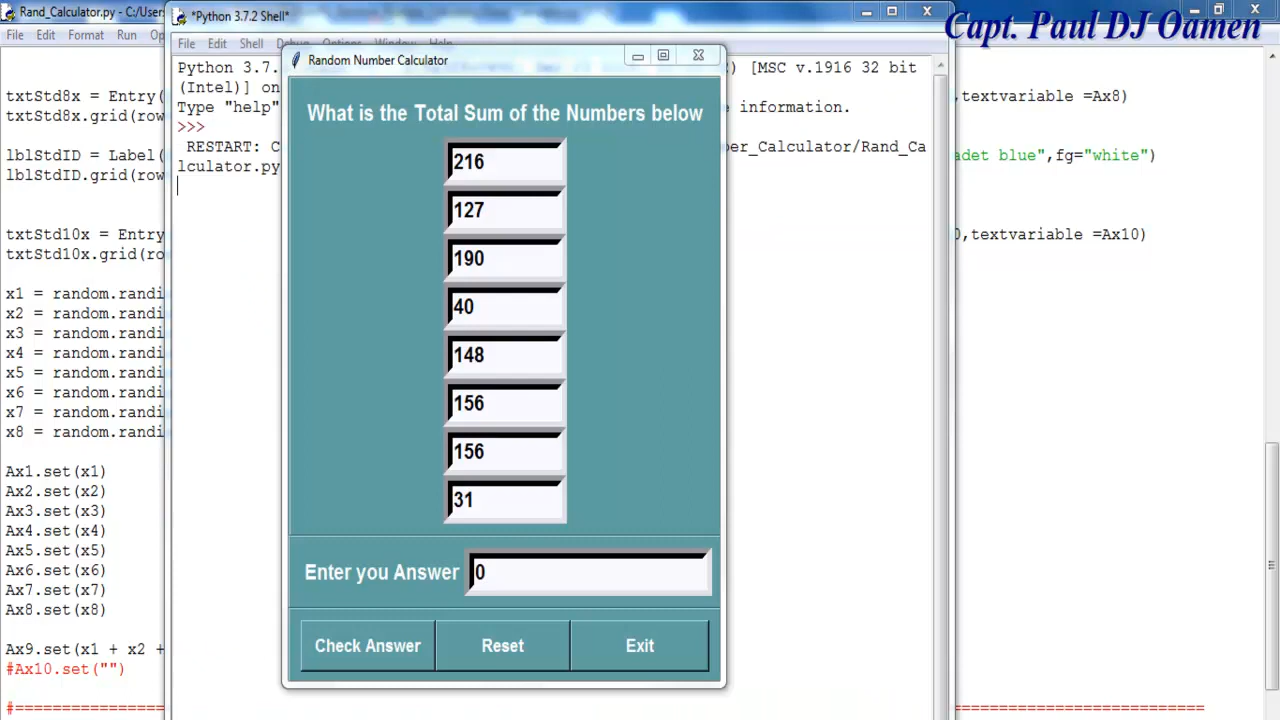 Rand_Calculator.py - C:/Users
File Edit Format Run Op
txtStd8x = Entry(
,textvariable =Ax8)
txtStd8x.grid(row
lblStdID = Label(
adet blue",fg="white")
lblStdID.grid(row
txtStd10x = Entry
0,textvariable =Ax10)
txtStd10x.grid(ro
x1 = random.randi
x2 = random.randi
x3 = random.randi
x4 = random.randi
x5 = random.randi
x6 = random.randi
x7 = random.randi
x8 = random.randi
Ax1.set(x1)
Ax2.set(x2)
Ax3.set(x3)
Ax4.set(x4)
Ax5.set(x5)
Ax6.set(x6)
Ax7.set(x7)
Ax8.set(x8)
Ax9.set(x1 + x2 +
#Ax10.set("")
*Python 3.7.2 Shell*
File Edit Shell Debug Options Window Help
Python 3.7.
) [MSC v.1916 32 bit
(Intel)] on
Type "help"
e information.
>>>
RESTART: C
ber_Calculator/Rand_Ca
lculator.py
Capt. Paul DJ Oamen
Random Number Calculator
What is the Total Sum of the Numbers below
216
127
190
40
148
156
156
31
Enter you Answer 0
Check Answer Reset Exit